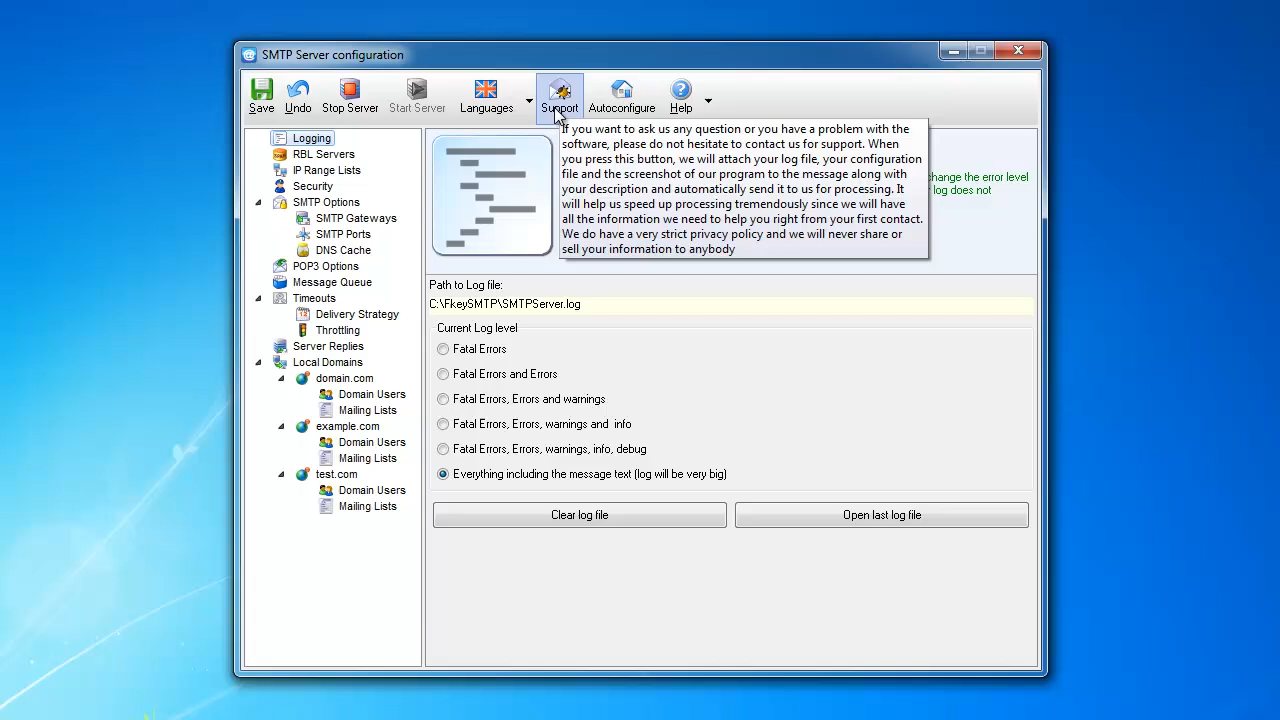 SMTP Server configuration
Save Undo Stop Server Start Server Languages Support Autoconfigure Help
If you want to ask us any question or you have a problem with the
software, please do not hesitate to contact us for support. When
you press this button, we will attach your log file, your configuration
file and the screenshot of our program to the message along with
your description and automatically send it to us for processing. It
will help us speed up processing tremendously since we will have
all the information we need to help you right from your first contact.
We do have a very strict privacy policy and we will never share or
sell your information to anybody
change the error level
log does not
Logging
RBL Servers
IP Range Lists
Security
SMTP Options
SMTP Gateways
SMTP Ports
DNS Cache
POP3 Options
Message Queue
Timeouts
Delivery Strategy
Throttling
Server Replies
Local Domains
domain.com
Domain Users
Mailing Lists
example.com
Domain Users
Mailing Lists
test.com
Domain Users
Mailing Lists
Path to Log file:
C:\FkeySMTP\SMTPServer.log
Current Log level
Fatal Errors
Fatal Errors and Errors
Fatal Errors, Errors and warnings
Fatal Errors, Errors, warnings and info
Fatal Errors, Errors, warnings, info, debug
Everything including the message text (log will be very big)
Clear log file
Open last log file